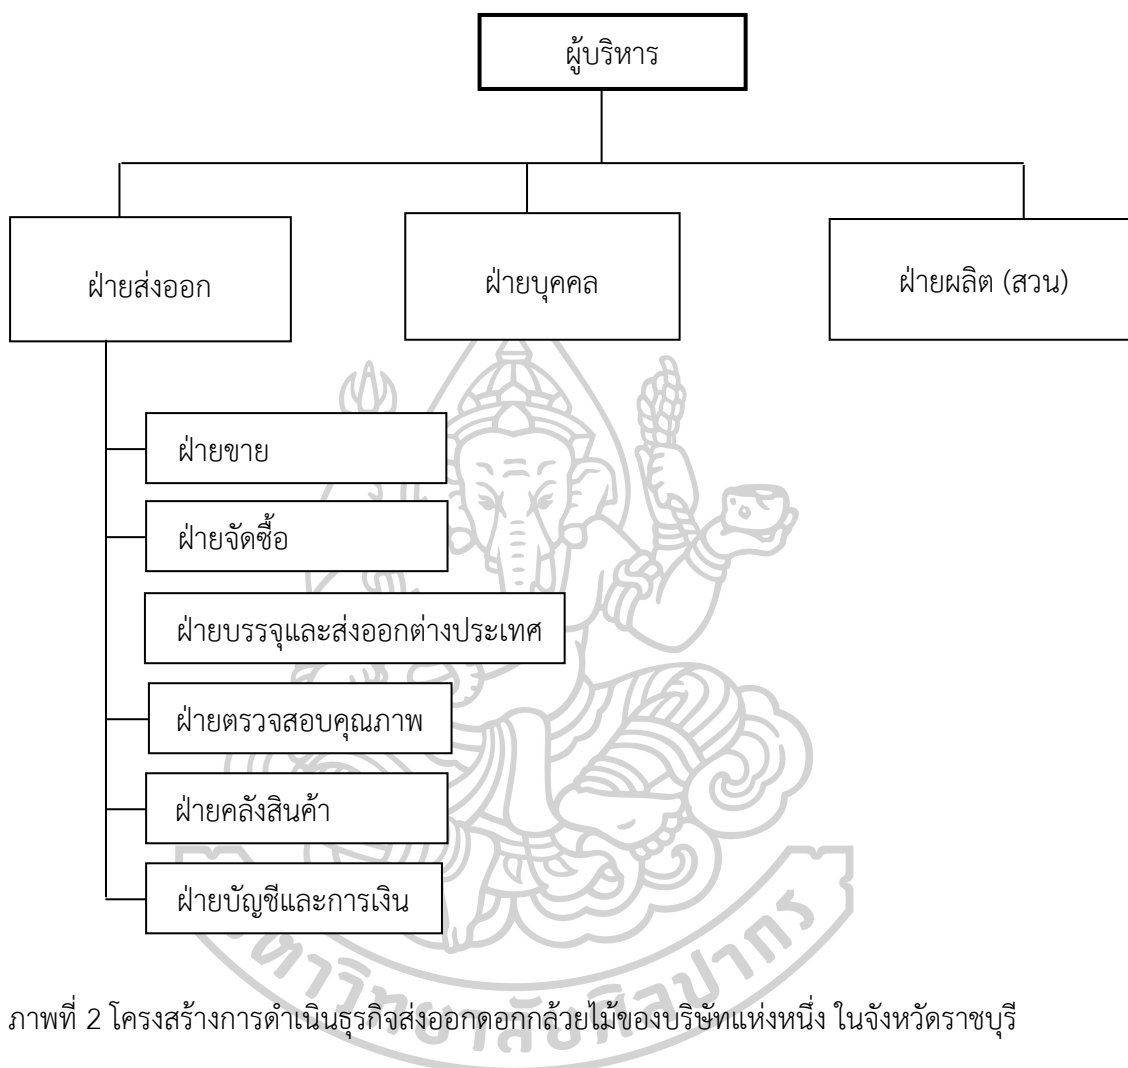 ผู้บริหาร
ฝ่ายส่งออก
ฝ่ายบุคคล
ฝ่ายผลิต (สวน)
ฝ่ายขาย
ฝ่ายจัดซื้อ
ฝ่ายบรรจุและส่งออกต่างประเทศ
ฝ่ายตรวจสอบคุณภาพ
ฝ่ายคลังสินค้า
ฝ่ายบัญชีและการเงิน
ภาพที่ 2 โครงสร้างการดำเนินธุรกิจส่งออกดอกกล้วยไม้ของบริษัทแห่งหนึ่ง ในจังหวัดราชบุรี